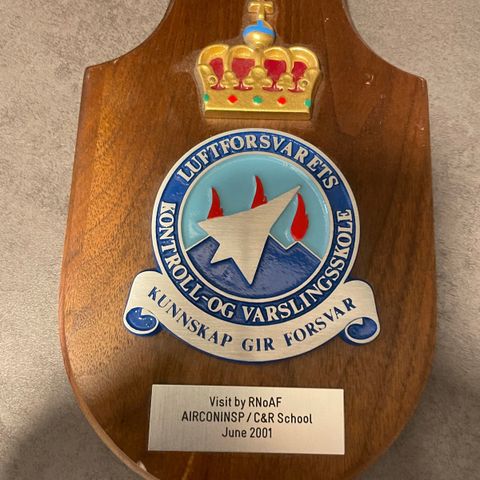 LUFTFORSVARETS
KONTROLL-OG VARSLINGSSKOLE
KUNNSKAP GIR FORSVAR
Visit by RNoAF
AIRCONINSP / C&R School
June 2001